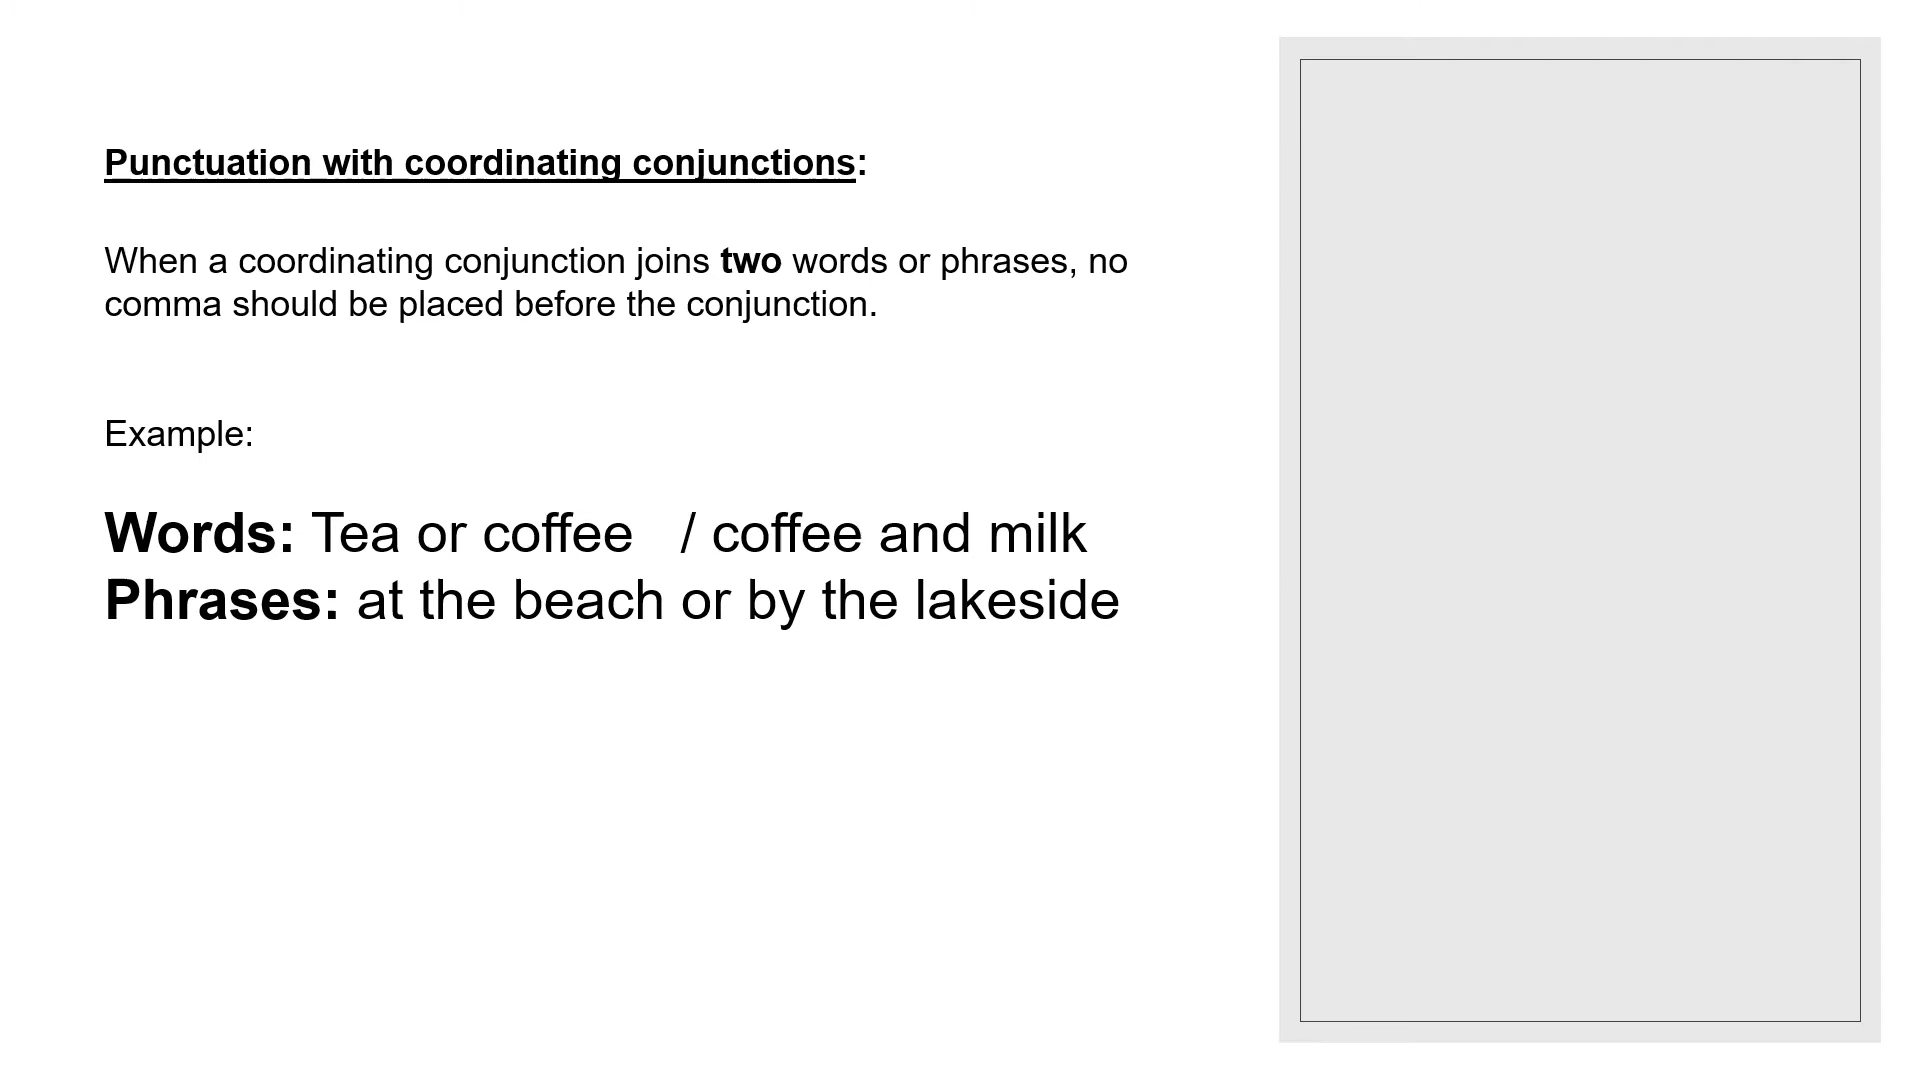 Punctuation with coordinating conjunctions:
When a coordinating conjunction joins two words or phrases, no
comma should be placed before the conjunction.
Example:
Words: Tea or coffee / coffee and milk
Phrases: at the beach or by the lakeside